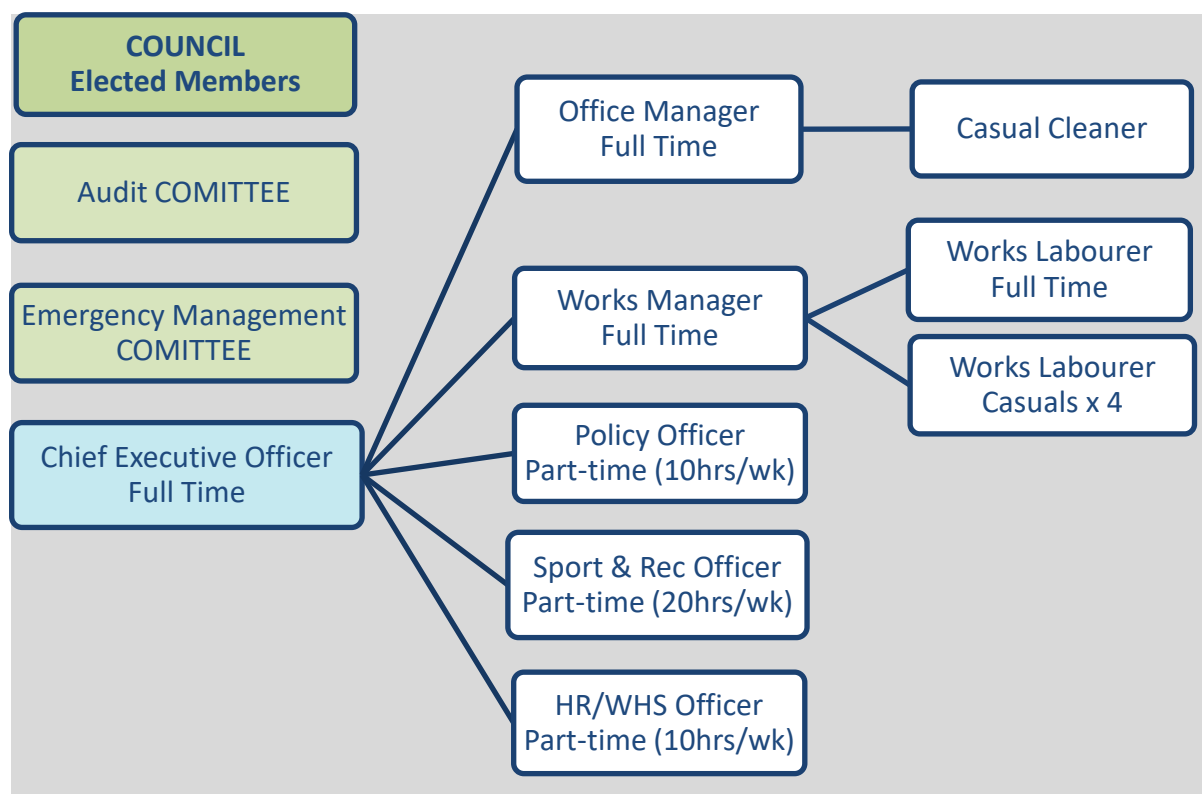 COUNCIL
Elected Members
Audit COMITTEE
Emergency Management
COMITTEE
Chief Executive Officer
Full Time
Office Manager
Full Time
Works Manager
Full Time
Policy Officer
Part-time (10hrs/wk)
Sport & Rec Officer
Part-time (20hrs/wk)
HR/WHS Officer
Part-time (10hrs/wk)
Casual Cleaner
Works Labourer
Full Time
Works Labourer
Casuals x 4